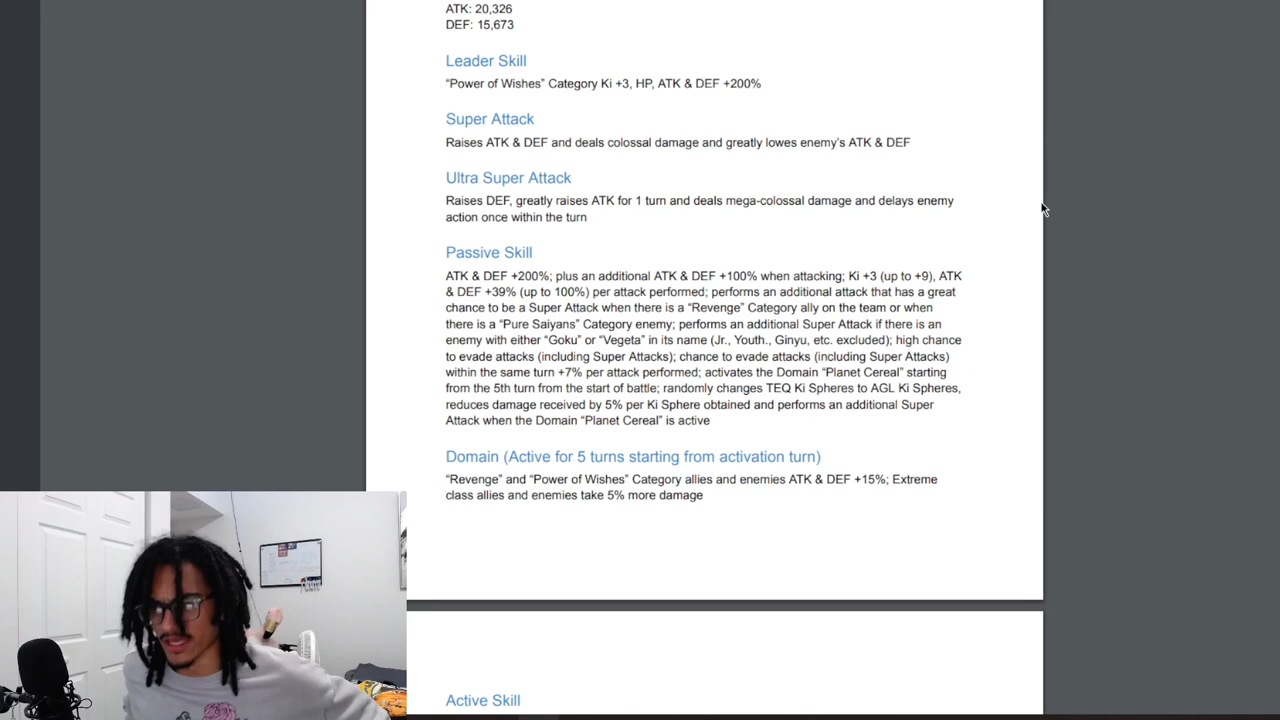 ATK: 20,326
DEF: 15,673
Leader Skill
“Power of Wishes” Category Ki +3, HP, ATK & DEF +200%
Super Attack
Raises ATK & DEF and deals colossal damage and greatly lowes enemy’s ATK & DEF
Ultra Super Attack
Raises DEF, greatly raises ATK for 1 turn and deals mega-colossal damage and delays enemy
action once within the turn
Passive Skill
ATK & DEF +200%; plus an additional ATK & DEF +100% when attacking; Ki +3 (up to +9), ATK
& DEF +39% (up to 100%) per attack performed; performs an additional attack that has a great
chance to be a Super Attack when there is a “Revenge” Category ally on the team or when
there is a “Pure Saiyans” Category enemy; performs an additional Super Attack if there is an
enemy with either “Goku” or “Vegeta” in its name (Jr., Youth., Ginyu, etc. excluded); high chance
to evade attacks (including Super Attacks); chance to evade attacks (including Super Attacks)
within the same turn +7% per attack performed; activates the Domain “Planet Cereal” starting
from the 5th turn from the start of battle; randomly changes TEQ Ki Spheres to AGL Ki Spheres,
reduces damage received by 5% per Ki Sphere obtained and performs an additional Super
Attack when the Domain “Planet Cereal” is active
Domain (Active for 5 turns starting from activation turn)
“Revenge” and “Power of Wishes” Category allies and enemies ATK & DEF +15%; Extreme
class allies and enemies take 5% more damage
Active Skill